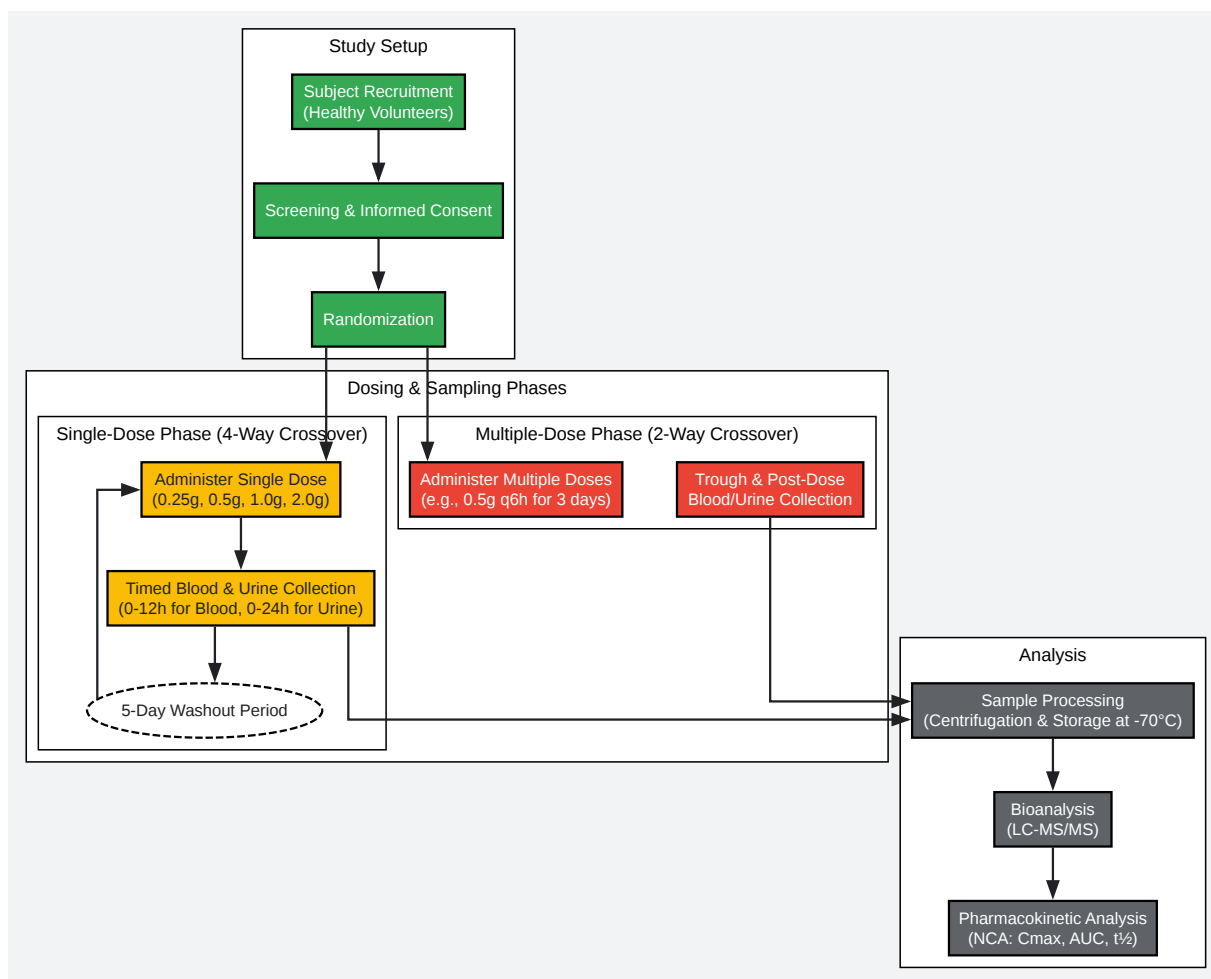 Study Setup
Subject Recruitment
(Healthy Volunteers)
Screening & Informed Consent
Randomization
Dosing & Sampling Phases
Single-Dose Phase (4-Way Crossover)
Administer Single Dose
(0.25g, 0.5g, 1.0g, 2.0g)
Timed Blood & Urine Collection
(0-12h for Blood, 0-24h for Urine)
5-Day Washout Period
Multiple-Dose Phase (2-Way Crossover)
Administer Multiple Doses
(e.g., 0.5g q6h for 3 days)
Trough & Post-Dose
Blood/Urine Collection
Analysis
Sample Processing
(Centrifugation & Storage at -70°C)
Bioanalysis
(LC-MS/MS)
Pharmacokinetic Analysis
(NCA: Cmax, AUC, t½)